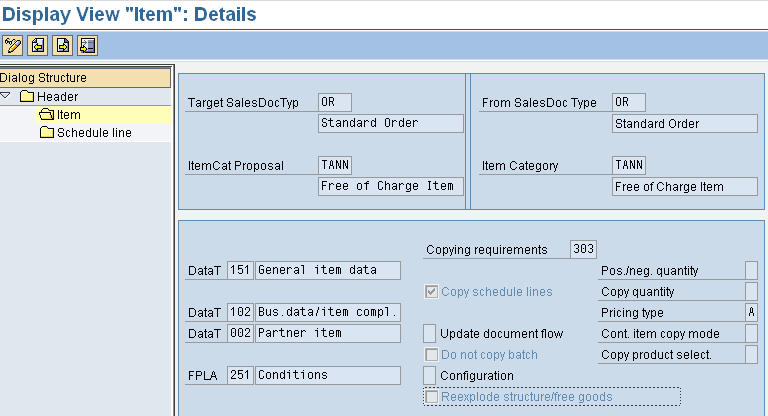 Display View "Item": Details
Dialog Structure
Header
Item
Schedule line
Target SalesDocTyp OR
Standard Order
From SalesDoc Type OR
Standard Order
ItemCat Proposal TANN
Free of Charge Item
Item Category TANN
Free of Charge Item
Copying requirements 303
DataT 151 General item data
Pos./neg. quantity
Copy schedule lines
Copy quantity
DataT 102 Bus.data/item compl.
Pricing type A
DataT 002 Partner item
Update document flow
Cont. item copy mode
Do not copy batch
Copy product select.
FPLA 251 Conditions
Configuration
Reexplode structure/free goods